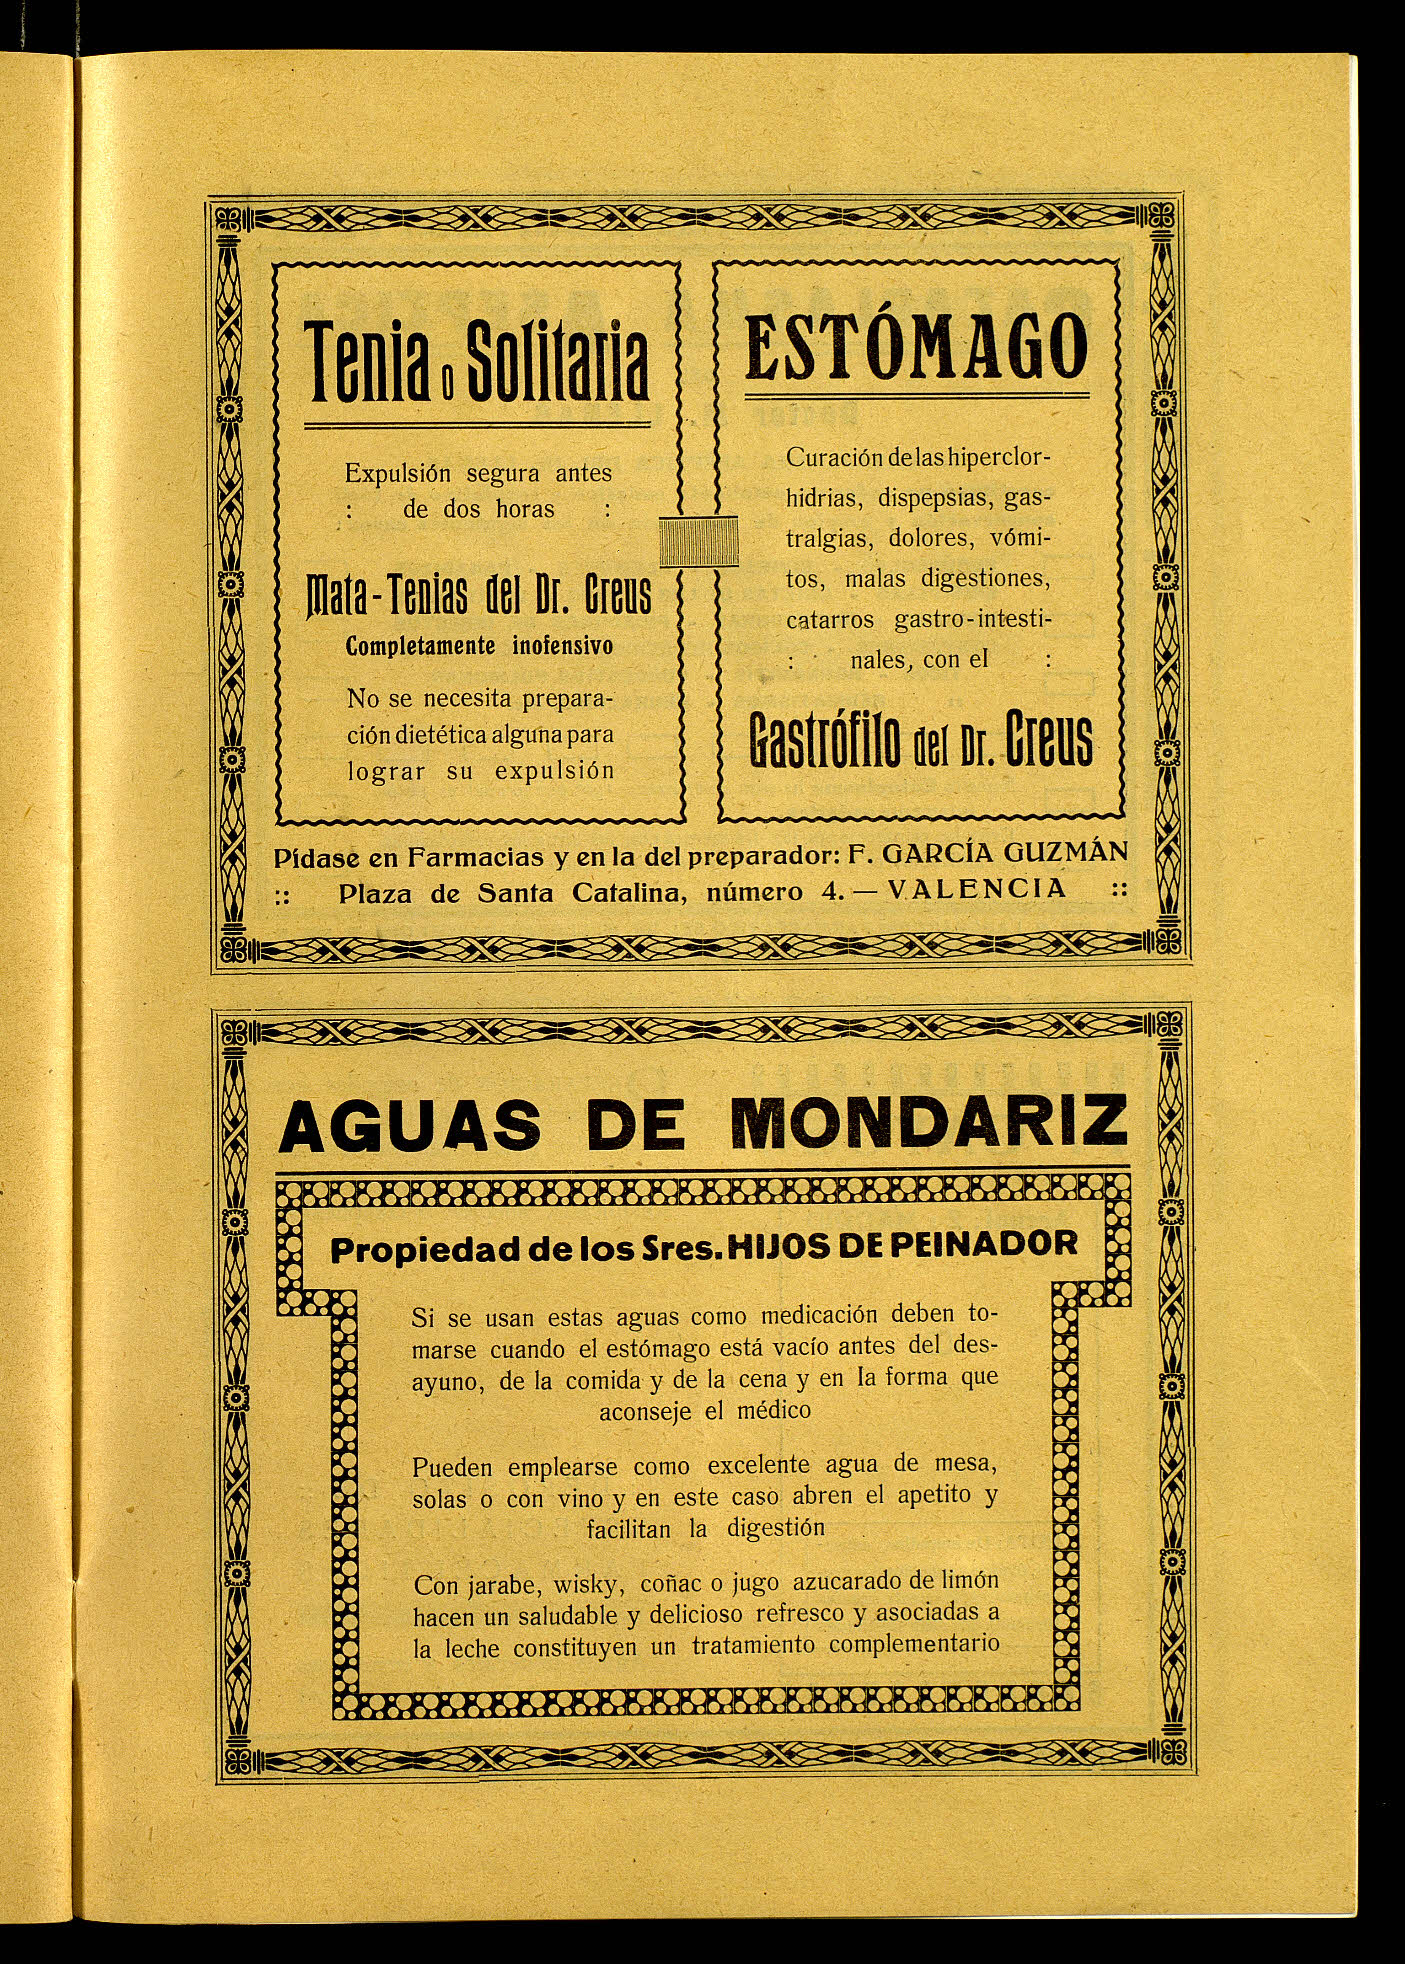 Tenia o Solitaria
Expulsión segura antes
: de dos horas :
Mata-Tenias del Dr. Creus
Completamente inofensivo
No se necesita prepara-
ción dietética alguna para
lograr su expulsión
ESTÓMAGO
Curación de las hiperclor-
hidrias, dispepsias, gas-
tralgias, dolores, vómi-
tos, malas digestiones,
catarros gastro-intesti-
: nales, con el :
Gastrófilo del Dr. Creus
Pídase en Farmacias y en la del preparador: F. GARCÍA GUZMÁN
:: Plaza de Santa Catalina, número 4. — VALENCIA ::
AGUAS DE MONDARIZ
Propiedad de los Sres. HIJOS DE PEINADOR
Si se usan estas aguas como medicación deben to-
marse cuando el estómago está vacío antes del des-
ayuno, de la comida y de la cena y en la forma que
aconseje el médico
Pueden emplearse como excelente agua de mesa,
solas o con vino y en este caso abren el apetito y
facilitan la digestión
Con jarabe, wisky, coñac o jugo azucarado de limón
hacen un saludable y delicioso refresco y asociadas a
la leche constituyen un tratamiento complementario